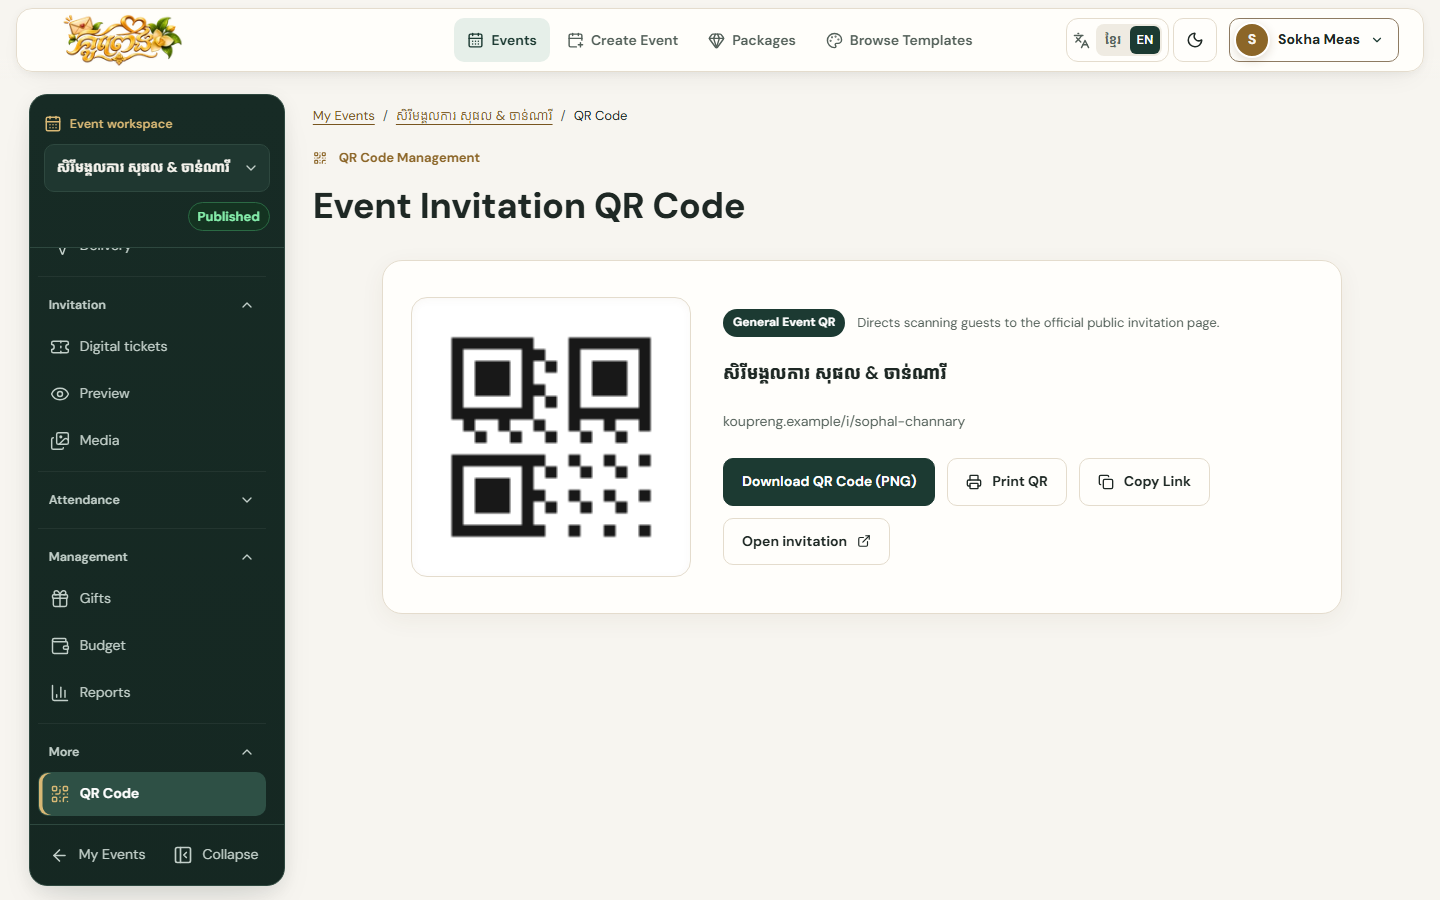 គូព្រេង
Events
Create Event
Packages
Browse Templates
ខ្មែរ
EN
S
Sokha Meas
Event workspace
សិរីមង្គលការ សុផល & ចាន់ណារី
Published
Delivery
Invitation
Digital tickets
Preview
Media
Attendance
Management
Gifts
Budget
Reports
More
QR Code
My Events
Collapse
My Events / សិរីមង្គលការ សុផល & ចាន់ណារី / QR Code
QR Code Management
Event Invitation QR Code
General Event QR
Directs scanning guests to the official public invitation page.
សិរីមង្គលការ សុផល & ចាន់ណារី
koupreng.example/i/sophal-channary
Download QR Code (PNG)
Print QR
Copy Link
Open invitation